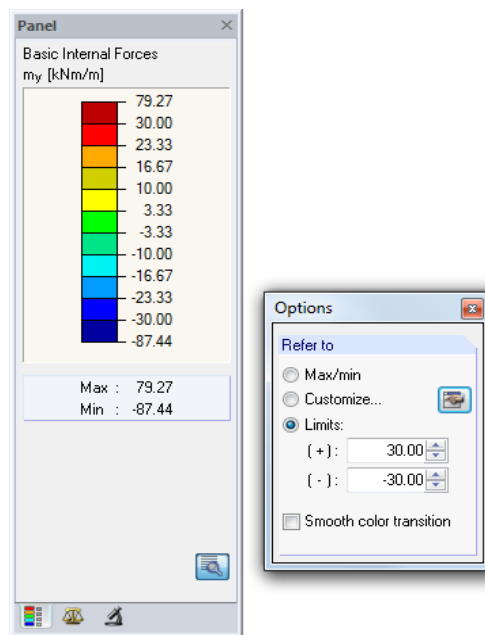 Panel
Basic Internal Forces
my [kNm/m]
79.27
30.00
23.33
16.67
10.00
3.33
-3.33
-10.00
-16.67
-23.33
-30.00
-87.44
Max : 79.27
Min : -87.44
Options
Refer to
Max/min
Customize...
Limits:
(+): 30.00
(-): -30.00
Smooth color transition